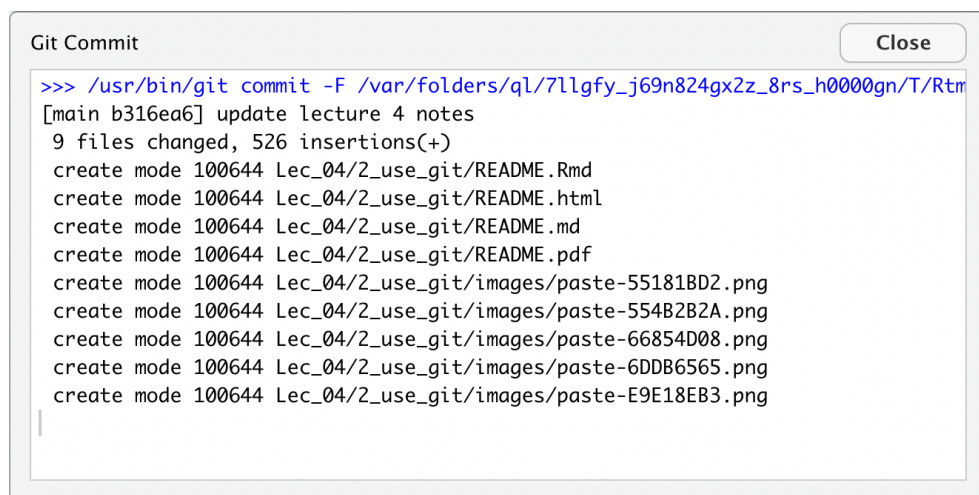 Git Commit
Close
>>> /usr/bin/git commit -F /var/folders/ql/7llgfy_j69n824gx2z_8rs_h0000gn/T/Rtm
[main b316ea6] update lecture 4 notes
9 files changed, 526 insertions(+)
create mode 100644 Lec_04/2_use_git/README.Rmd
create mode 100644 Lec_04/2_use_git/README.html
create mode 100644 Lec_04/2_use_git/README.md
create mode 100644 Lec_04/2_use_git/README.pdf
create mode 100644 Lec_04/2_use_git/images/paste-55181BD2.png
create mode 100644 Lec_04/2_use_git/images/paste-554B2B2A.png
create mode 100644 Lec_04/2_use_git/images/paste-66854D08.png
create mode 100644 Lec_04/2_use_git/images/paste-6DDB6565.png
create mode 100644 Lec_04/2_use_git/images/paste-E9E18EB3.png